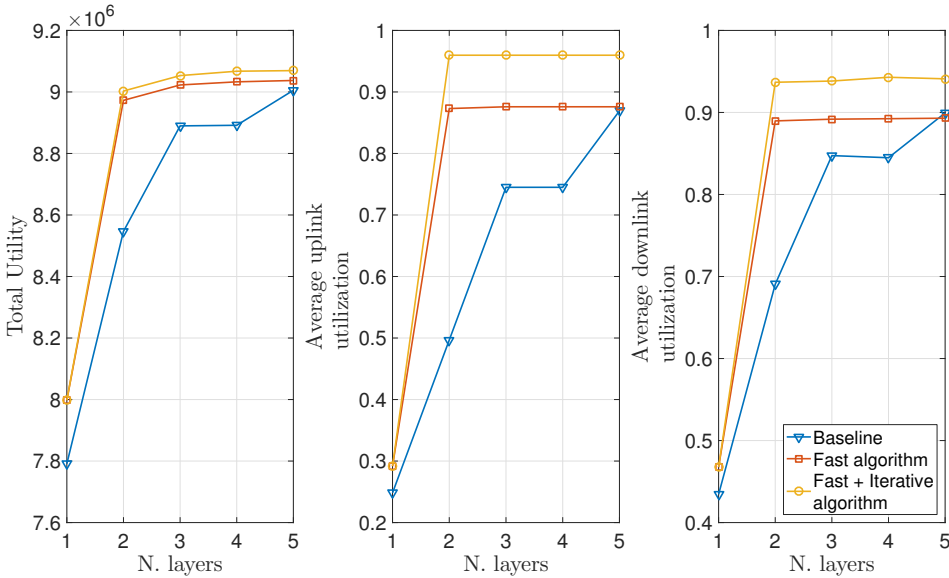 ×10⁶
9.2
9
8.8
8.6
8.4
8.2
8
7.8
7.6
1 2 3 4 5
N. layers
Total Utility
1
0.9
0.8
0.7
0.6
0.5
0.4
0.3
0.2
1 2 3 4 5
N. layers
Average uplink
utilization
1
0.9
0.8
0.7
0.6
0.5
0.4
1 2 3 4 5
N. layers
Average downlink
utilization
Baseline
Fast algorithm
Fast + Iterative
algorithm